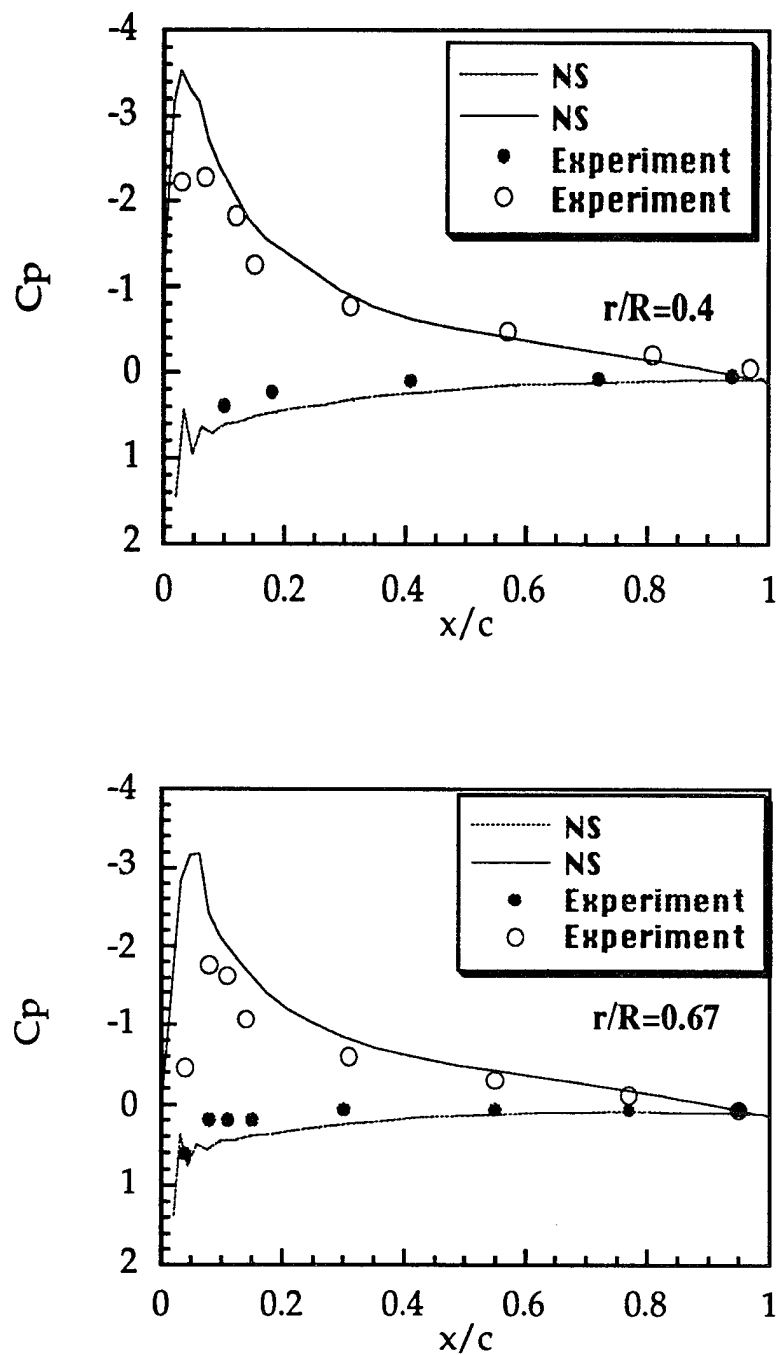 -4
-3
-2
-1
0
1
2
Cp
NS
NS
Experiment
Experiment
r/R=0.4
0 0.2 0.4 0.6 0.8 1
x/c
-4
-3
-2
-1
0
1
2
Cp
NS
NS
Experiment
Experiment
r/R=0.67
0 0.2 0.4 0.6 0.8 1
x/c